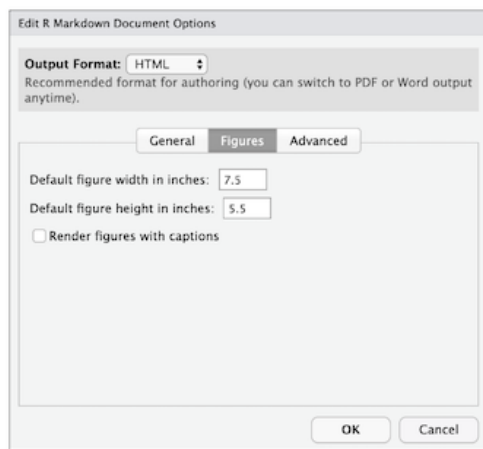 Edit R Markdown Document Options
Output Format: HTML
Recommended format for authoring (you can switch to PDF or Word output
anytime).
General Figures Advanced
Default figure width in inches: 7.5
Default figure height in inches: 5.5
Render figures with captions
OK Cancel